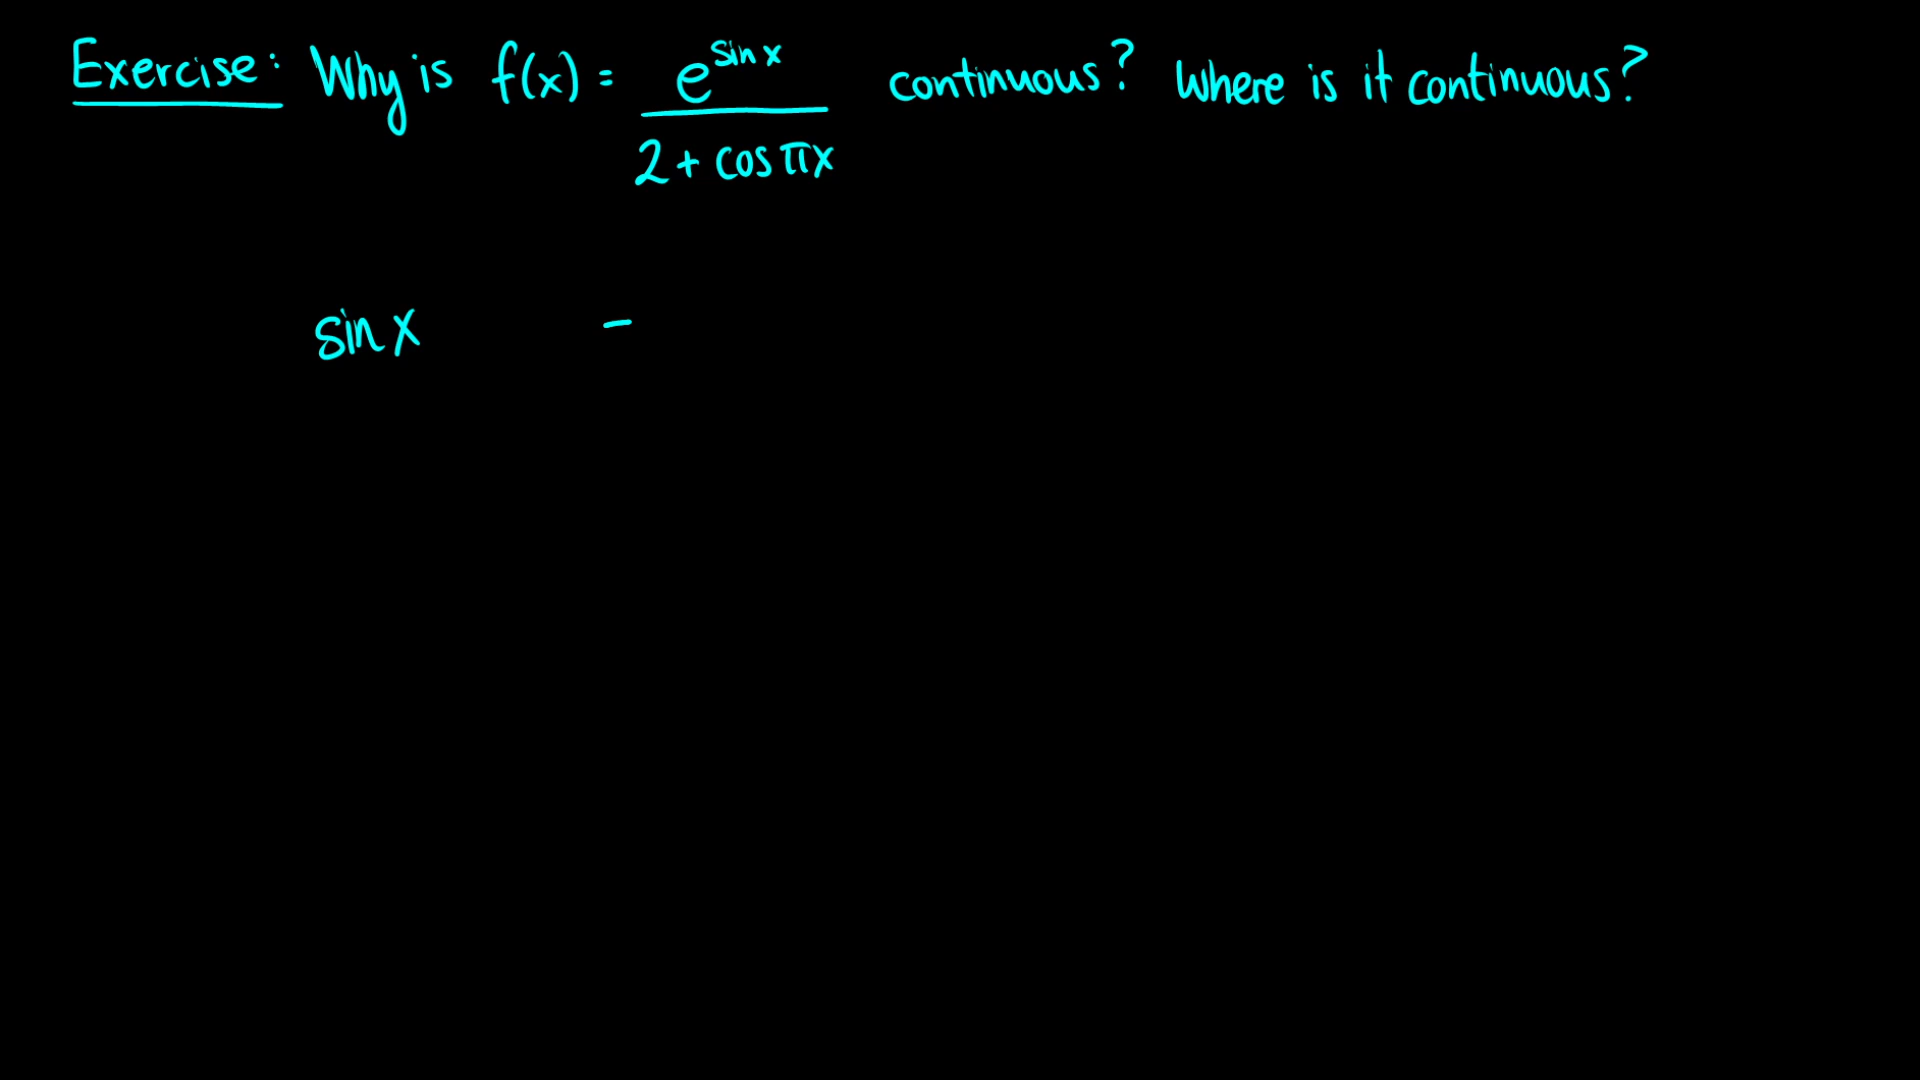 Exercise: Why is f(x) = e^{sin x} / (2 + cos πx) continuous? Where is it continuous?
sin x –